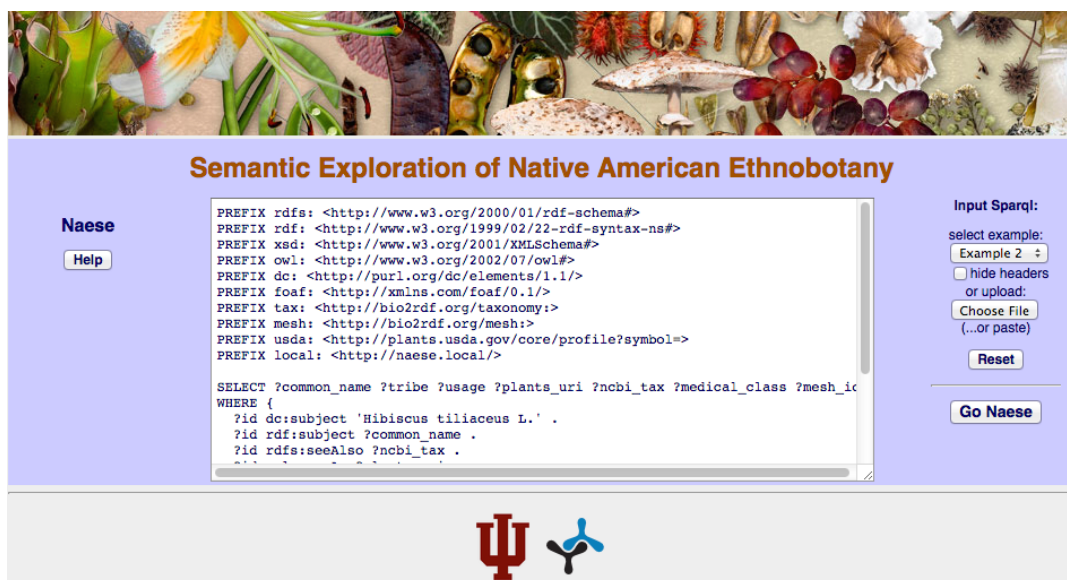 Semantic Exploration of Native American Ethnobotany
Naese
Help
PREFIX rdfs: <http://www.w3.org/2000/01/rdf-schema#>
PREFIX rdf: <http://www.w3.org/1999/02/22-rdf-syntax-ns#>
PREFIX xsd: <http://www.w3.org/2001/XMLSchema#>
PREFIX owl: <http://www.w3.org/2002/07/owl#>
PREFIX dc: <http://purl.org/dc/elements/1.1/>
PREFIX foaf: <http://xmlns.com/foaf/0.1/>
PREFIX tax: <http://bio2rdf.org/taxonomy:>
PREFIX mesh: <http://bio2rdf.org/mesh:>
PREFIX usda: <http://plants.usda.gov/core/profile?symbol=>
PREFIX local: <http://naese.local/>
SELECT ?common_name ?tribe ?usage ?plants_uri ?ncbi_tax ?medical_class ?mesh_id
WHERE {
?id dc:subject 'Hibiscus tiliaceus L.' .
?id rdf:subject ?common_name .
?id rdfs:seeAlso ?ncbi_tax .
Input Sparql:
select example:
Example 2
hide headers
or upload:
Choose File
(...or paste)
Reset
Go Naese